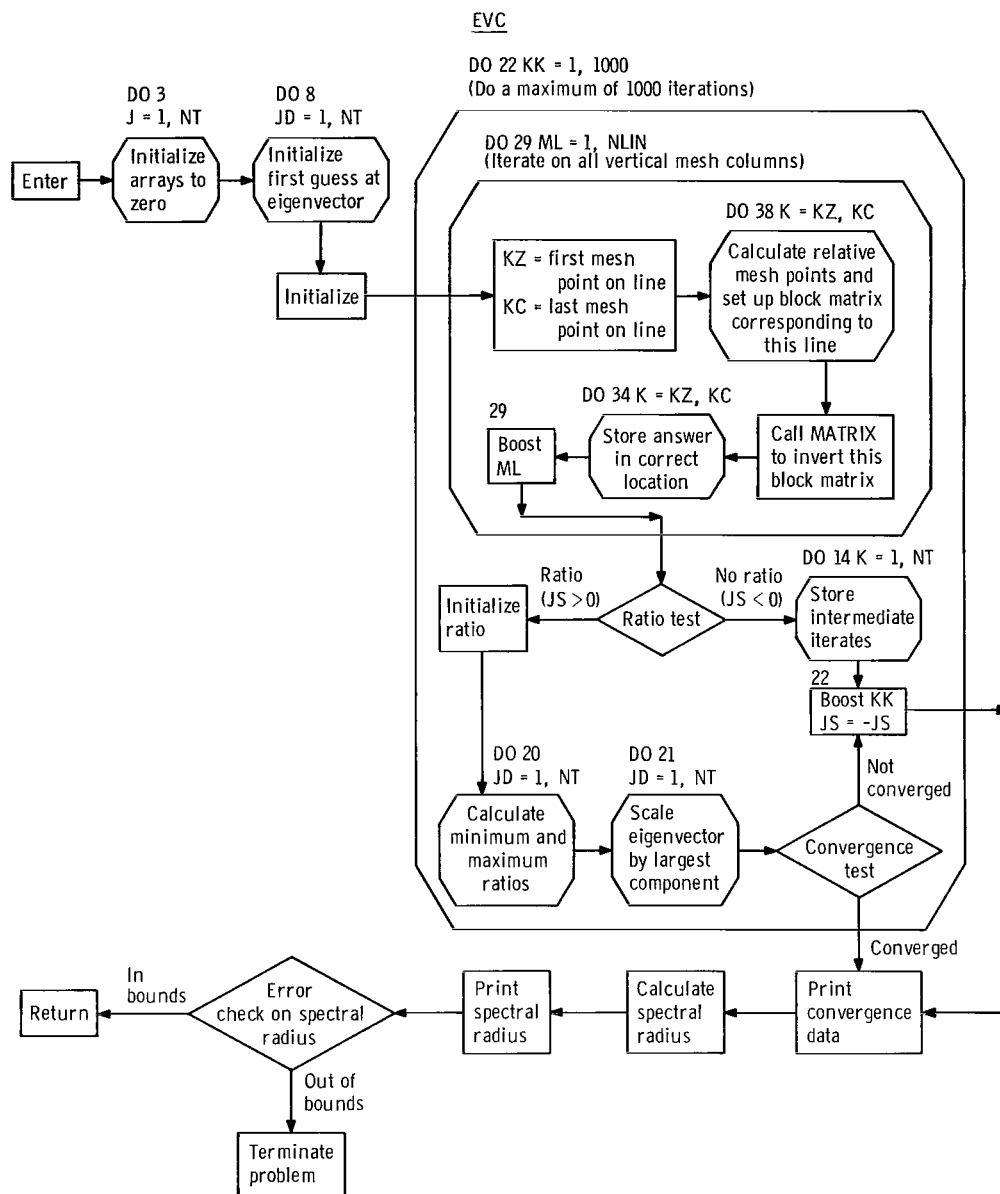 EVC
DO 22 KK = 1, 1000
(Do a maximum of 1000 iterations)
DO 3
J = 1, NT
DO 8
JD = 1, NT
DO 29 ML = 1, NLIN
(Iterate on all vertical mesh columns)
Enter
Initialize
arrays to
zero
Initialize
first guess at
eigenvector
Initialize
KZ = first mesh
point on line
KC = last mesh
point on line
DO 38 K = KZ, KC
Calculate relative
mesh points and
set up block matrix
corresponding to
this line
Call MATRIX
to invert this
block matrix
DO 34 K = KZ, KC
Store answer
in correct
location
29
Boost
ML
Ratio test
Ratio
(JS > 0)
No ratio
(JS < 0)
Initialize
ratio
DO 14 K = 1, NT
Store
intermediate
iterates
22
Boost KK
JS = -JS
DO 20
JD = 1, NT
Calculate
minimum and
maximum
ratios
DO 21
JD = 1, NT
Scale
eigenvector
by largest
component
Convergence
test
Not
converged
Converged
Print
convergence
data
Calculate
spectral
radius
Print
spectral
radius
Error
check on spectral
radius
In
bounds
Return
Out of
bounds
Terminate
problem